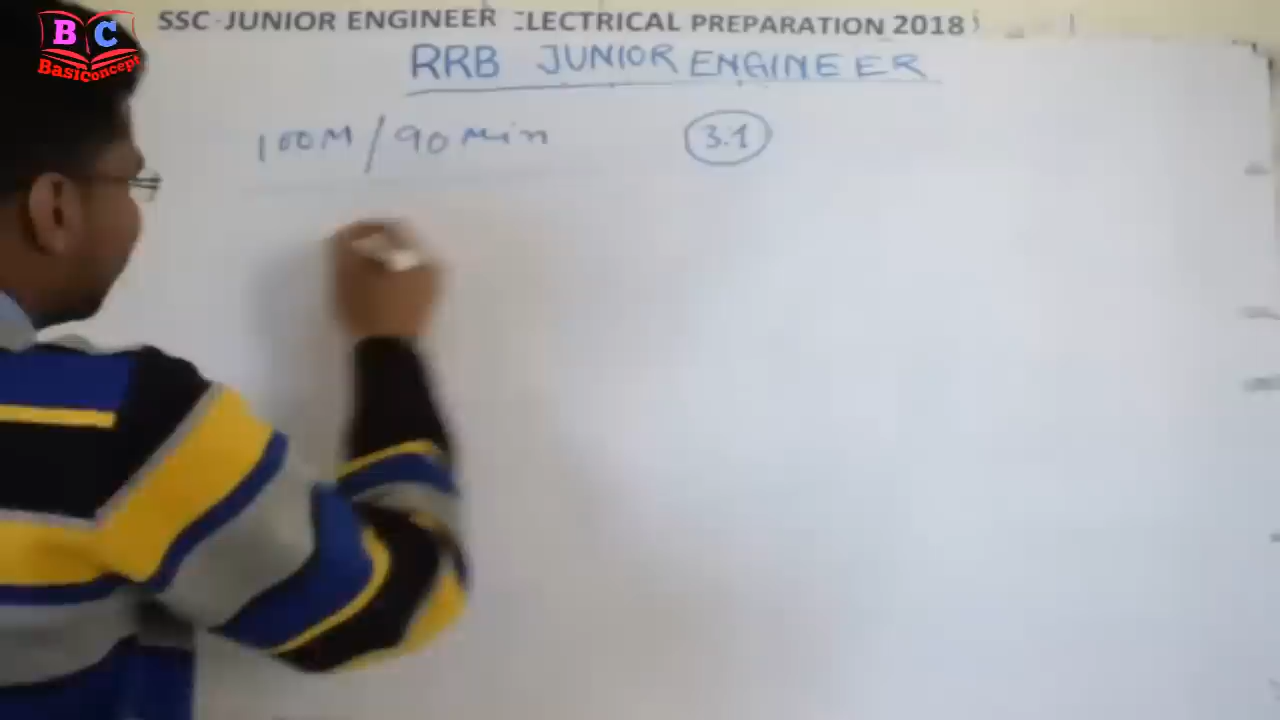 B C
BasiConcept
SSC JUNIOR ENGINEER ELECTRICAL PREPARATION 2018
RRB JUNIOR ENGINEER
100M/90 Min 3.1